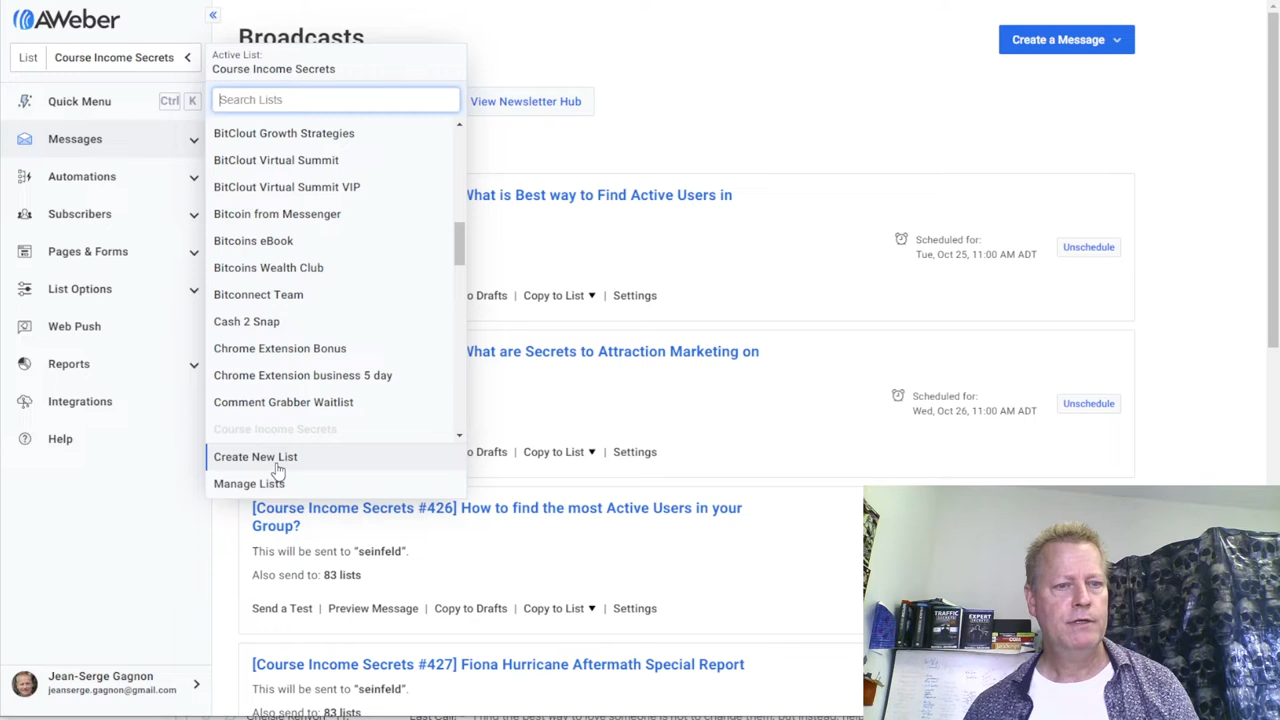 AWeber
List Course Income Secrets
Quick Menu Ctrl K
Messages
Automations
Subscribers
Pages & Forms
List Options
Web Push
Reports
Integrations
Help
Jean-Serge Gagnon
jeanserge.gagnon@gmail.com
Broadcasts
Create a Message
Active List:
Course Income Secrets
Search Lists
BitClout Growth Strategies
BitClout Virtual Summit
BitClout Virtual Summit VIP
Bitcoin from Messenger
Bitcoins eBook
Bitcoins Wealth Club
Bitconnect Team
Cash 2 Snap
Chrome Extension Bonus
Chrome Extension business 5 day
Comment Grabber Waitlist
Course Income Secrets
Create New List
Manage Lists
View Newsletter Hub
What is Best way to Find Active Users in
Scheduled for:
Tue, Oct 25, 11:00 AM ADT
Unschedule
o Drafts | Copy to List | Settings
What are Secrets to Attraction Marketing on
Scheduled for:
Wed, Oct 26, 11:00 AM ADT
Unschedule
o Drafts | Copy to List | Settings
[Course Income Secrets #426] How to find the most Active Users in your
Group?
This will be sent to “seinfeld”.
Also send to: 83 lists
Send a Test | Preview Message | Copy to Drafts | Copy to List | Settings
[Course Income Secrets #427] Fiona Hurricane Aftermath Special Report
This will be sent to “seinfeld”.
Also send to: 83 lists
TRAFFIC
SECRETS
EXPERT
SECRETS